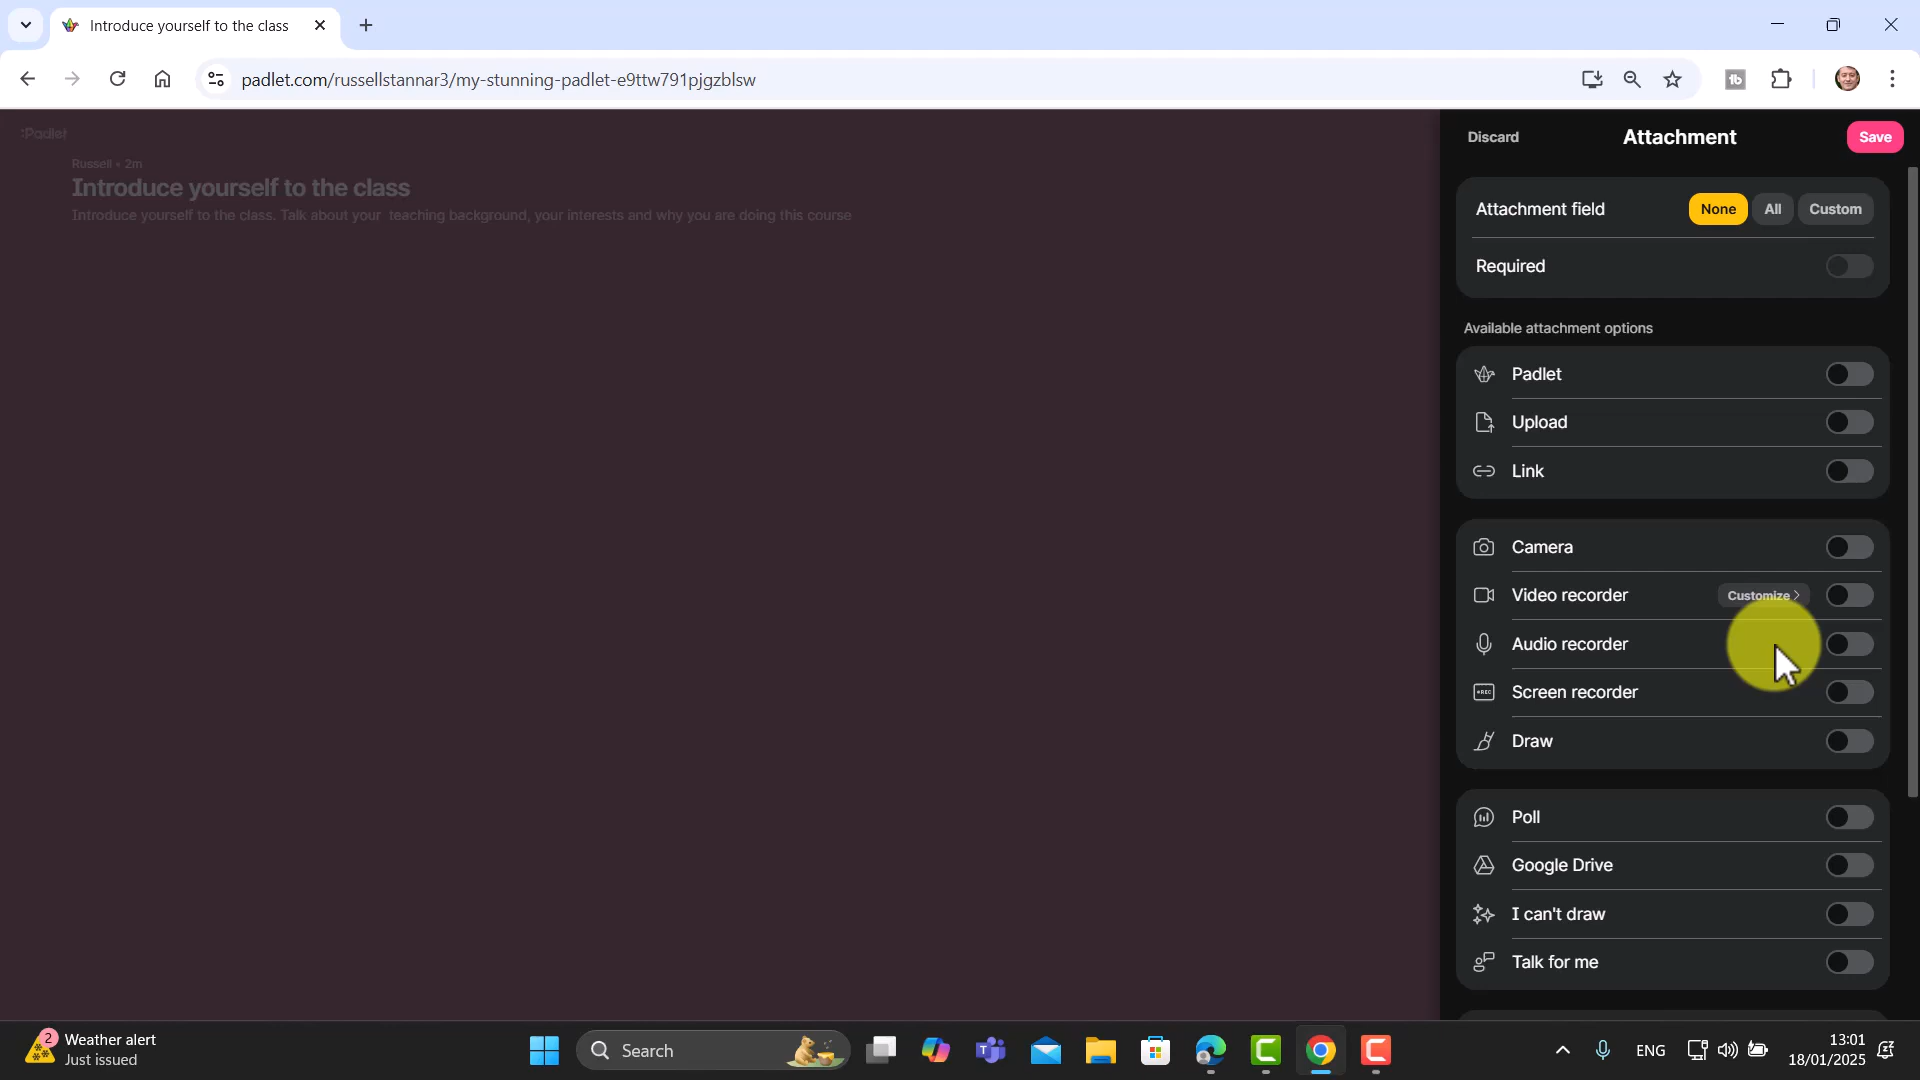 Introduce yourself to the class
padlet.com/russellstannar3/my-stunning-padlet-e9ttw791pjgzblsw
:Padlet
Russell • 2m
Introduce yourself to the class
Introduce yourself to the class. Talk about your teaching background, your interests and why you are doing this course
Discard
Attachment
Save
Attachment field
None
All
Custom
Required
Available attachment options
Padlet
Upload
Link
Camera
Video recorder
Customize >
Audio recorder
Screen recorder
REC
Draw
Poll
Google Drive
I can't draw
Talk for me
2
Weather alert
Just issued
Search
ENG
13:01
18/01/2025